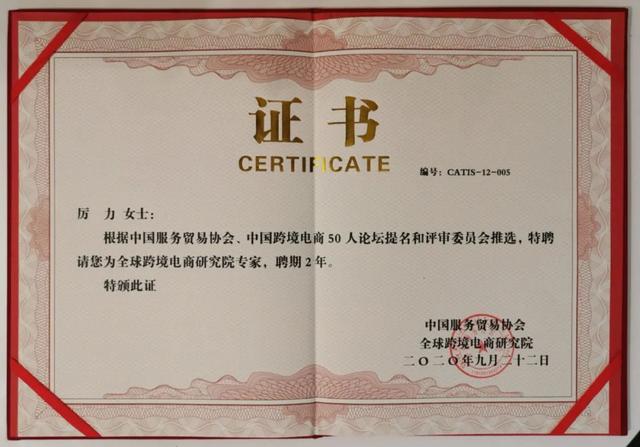 证书
CERTIFICATE
编号：CATIS-12-005
厉 力 女士：
根据中国服务贸易协会、中国跨境电商 50 人论坛提名和评审委员会推选，特聘
请您为全球跨境电商研究院专家，聘期 2 年。
特颁此证
中国服务贸易协会
全球跨境电商研究院
二〇二〇年九月二十二日